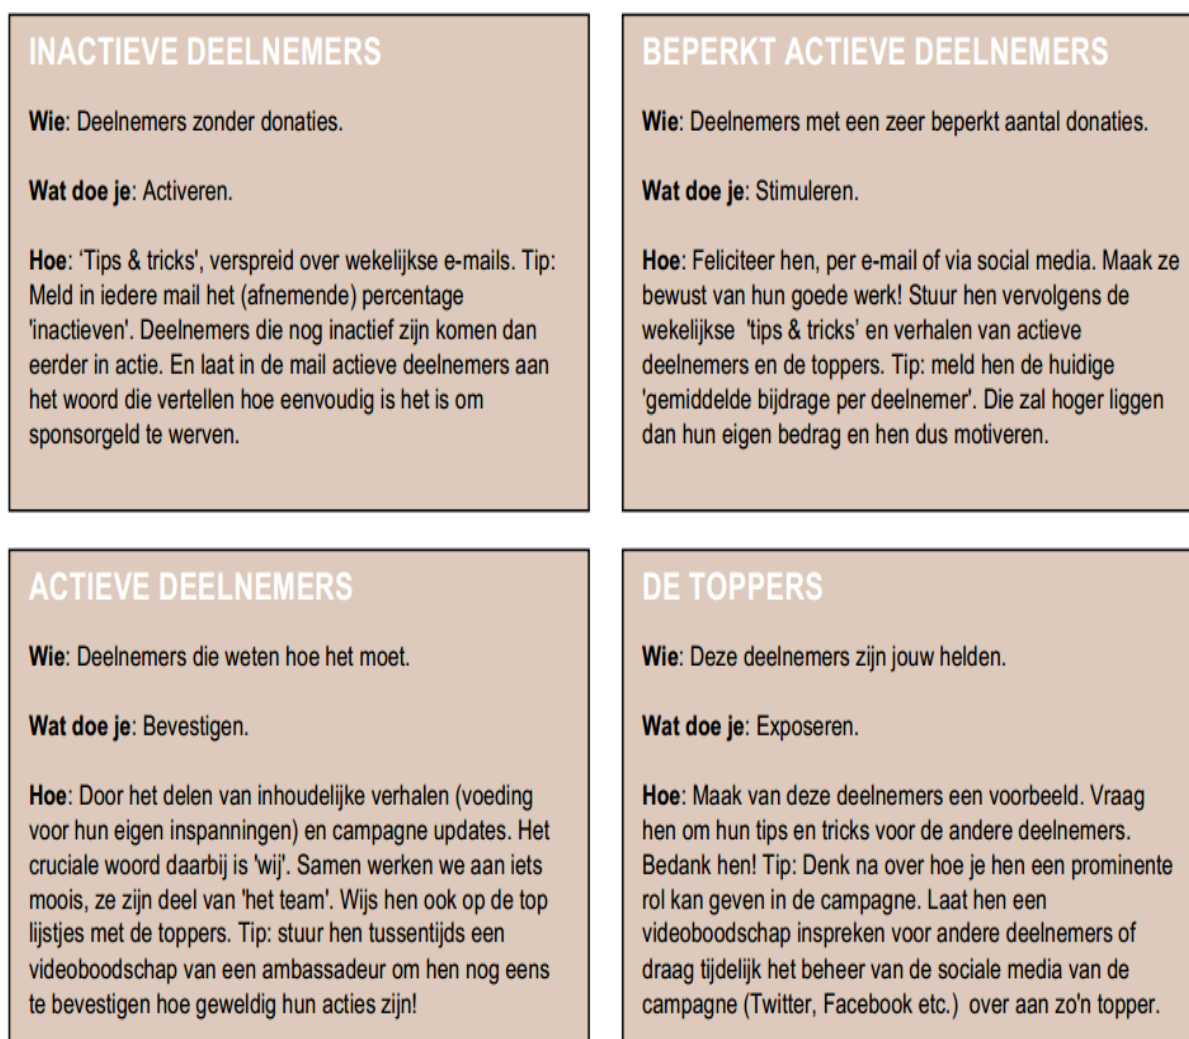 INACTIEVE DEELNEMERS
Wie: Deelnemers zonder donaties.
Wat doe je: Activeren.
Hoe: ‘Tips & tricks', verspreid over wekelijkse e-mails. Tip:
Meld in iedere mail het (afnemende) percentage
'inactieven'. Deelnemers die nog inactief zijn komen dan
eerder in actie. En laat in de mail actieve deelnemers aan
het woord die vertellen hoe eenvoudig is het is om
sponsorgeld te werven.
BEPERKT ACTIEVE DEELNEMERS
Wie: Deelnemers met een zeer beperkt aantal donaties.
Wat doe je: Stimuleren.
Hoe: Feliciteer hen, per e-mail of via social media. Maak ze
bewust van hun goede werk! Stuur hen vervolgens de
wekelijkse 'tips & tricks’ en verhalen van actieve
deelnemers en de toppers. Tip: meld hen de huidige
'gemiddelde bijdrage per deelnemer'. Die zal hoger liggen
dan hun eigen bedrag en hen dus motiveren.
ACTIEVE DEELNEMERS
Wie: Deelnemers die weten hoe het moet.
Wat doe je: Bevestigen.
Hoe: Door het delen van inhoudelijke verhalen (voeding
voor hun eigen inspanningen) en campagne updates. Het
cruciale woord daarbij is 'wij'. Samen werken we aan iets
moois, ze zijn deel van 'het team'. Wijs hen ook op de top
lijstjes met de toppers. Tip: stuur hen tussentijds een
videoboodschap van een ambassadeur om hen nog eens
te bevestigen hoe geweldig hun acties zijn!
DE TOPPERS
Wie: Deze deelnemers zijn jouw helden.
Wat doe je: Exposeren.
Hoe: Maak van deze deelnemers een voorbeeld. Vraag
hen om hun tips en tricks voor de andere deelnemers.
Bedank hen! Tip: Denk na over hoe je hen een prominente
rol kan geven in de campagne. Laat hen een
videoboodschap inspreken voor andere deelnemers of
draag tijdelijk het beheer van de sociale media van de
campagne (Twitter, Facebook etc.) over aan zo'n topper.